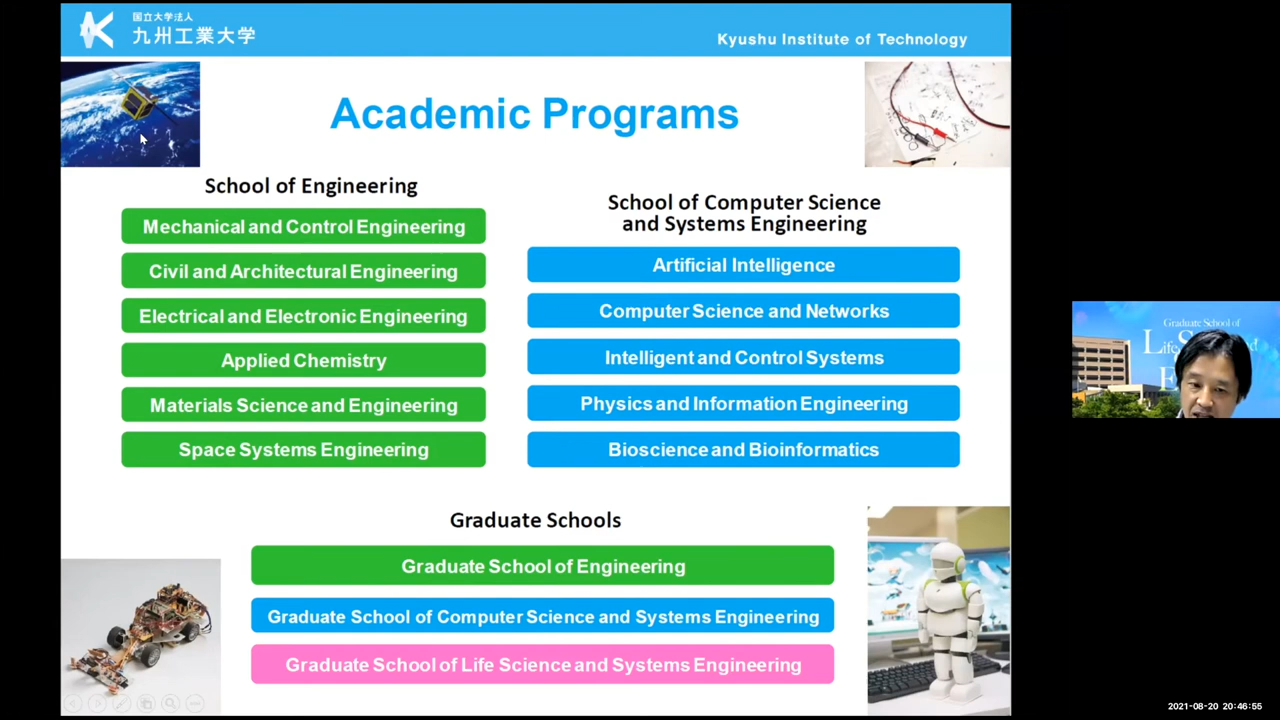 国立大学法人
九州工業大学
Kyushu Institute of Technology
Academic Programs
School of Engineering
Mechanical and Control Engineering
Civil and Architectural Engineering
Electrical and Electronic Engineering
Applied Chemistry
Materials Science and Engineering
Space Systems Engineering
School of Computer Science
and Systems Engineering
Artificial Intelligence
Computer Science and Networks
Intelligent and Control Systems
Physics and Information Engineering
Bioscience and Bioinformatics
Graduate Schools
Graduate School of Engineering
Graduate School of Computer Science and Systems Engineering
Graduate School of Life Science and Systems Engineering
Graduate School of
2021-08-20 20:46:55